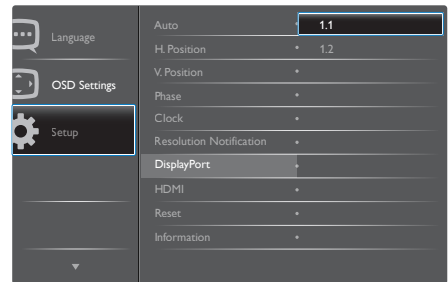 Language
OSD Settings
Setup
Auto
H. Position
V. Position
Phase
Clock
Resolution Notification
DisplayPort
HDMI
Reset
Information
1.1
1.2